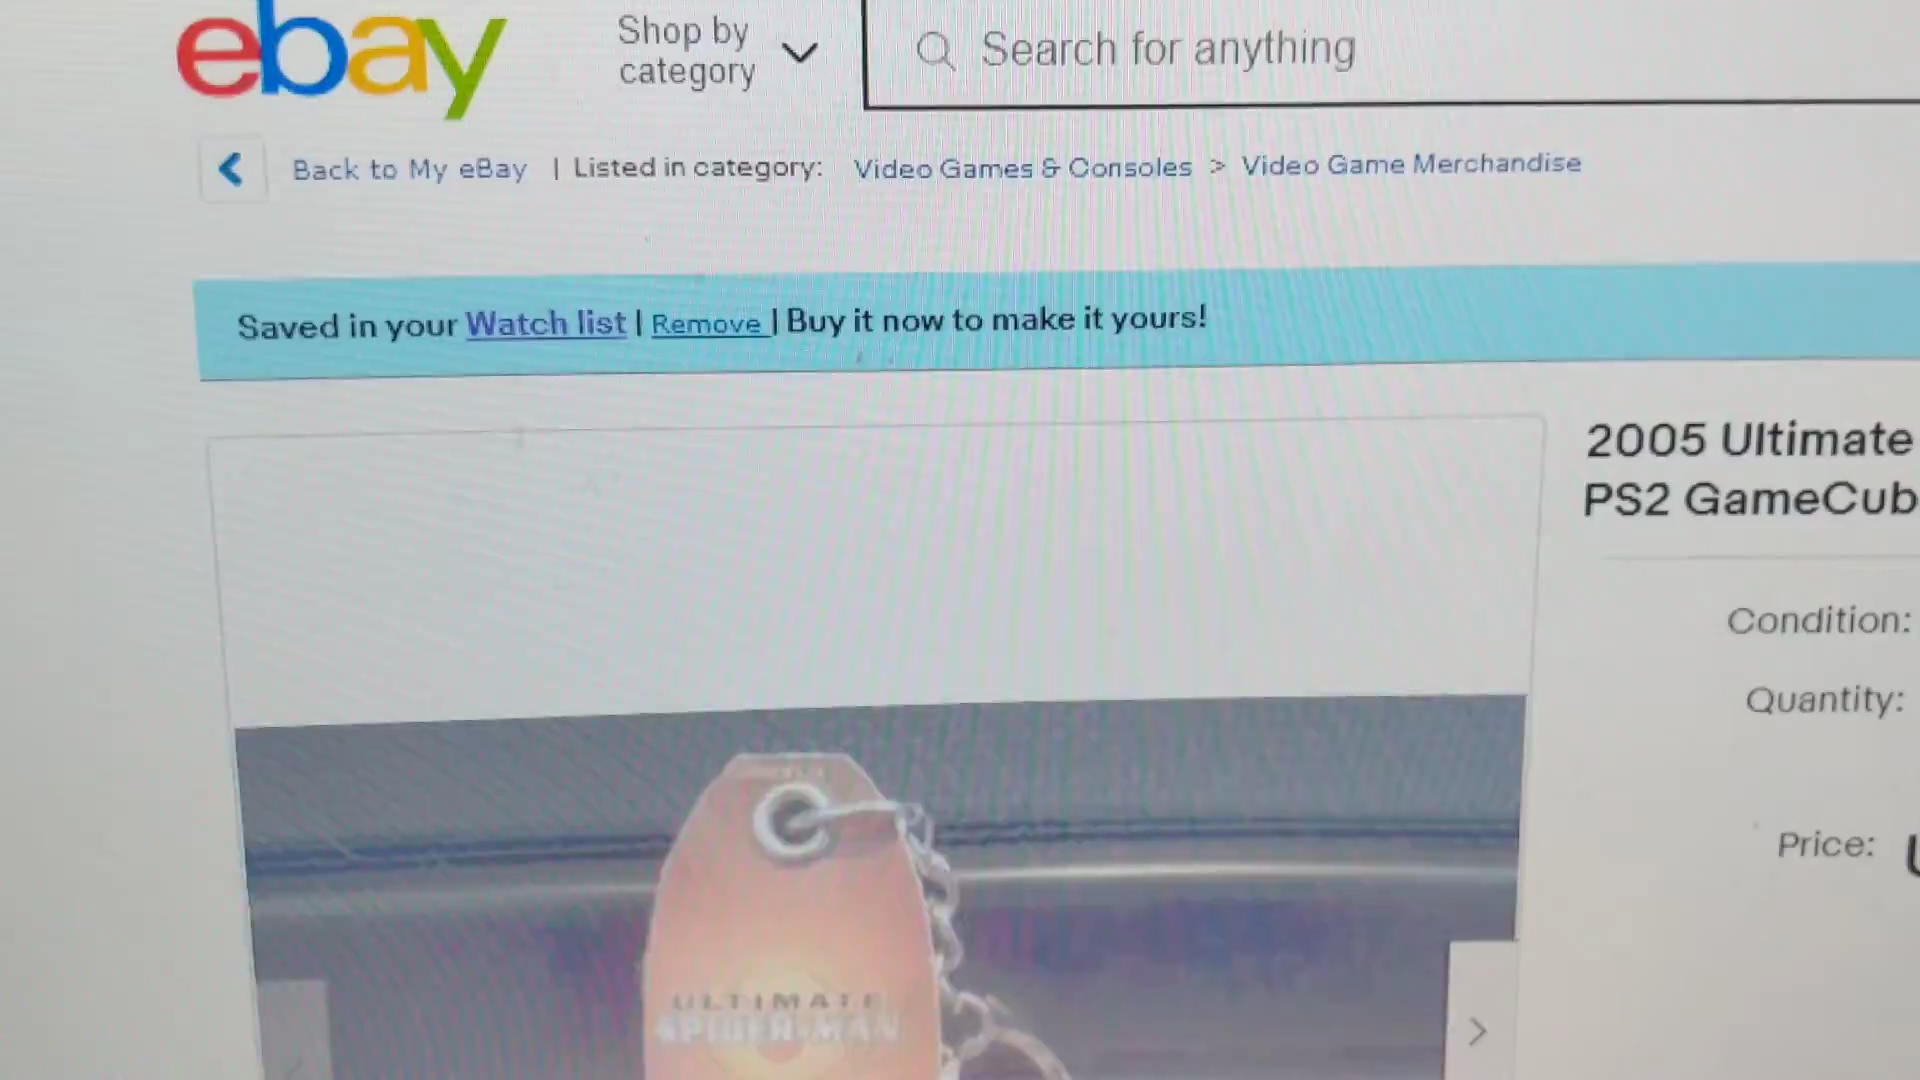 ebay
Shop by
category
Search for anything
Back to My eBay | Listed in category: Video Games & Consoles > Video Game Merchandise
Saved in your Watch list | Remove | Buy it now to make it yours!
2005 Ultimate
PS2 GameCub
Condition:
Quantity:
Price:
ULTIMATE
SPIDER-MAN